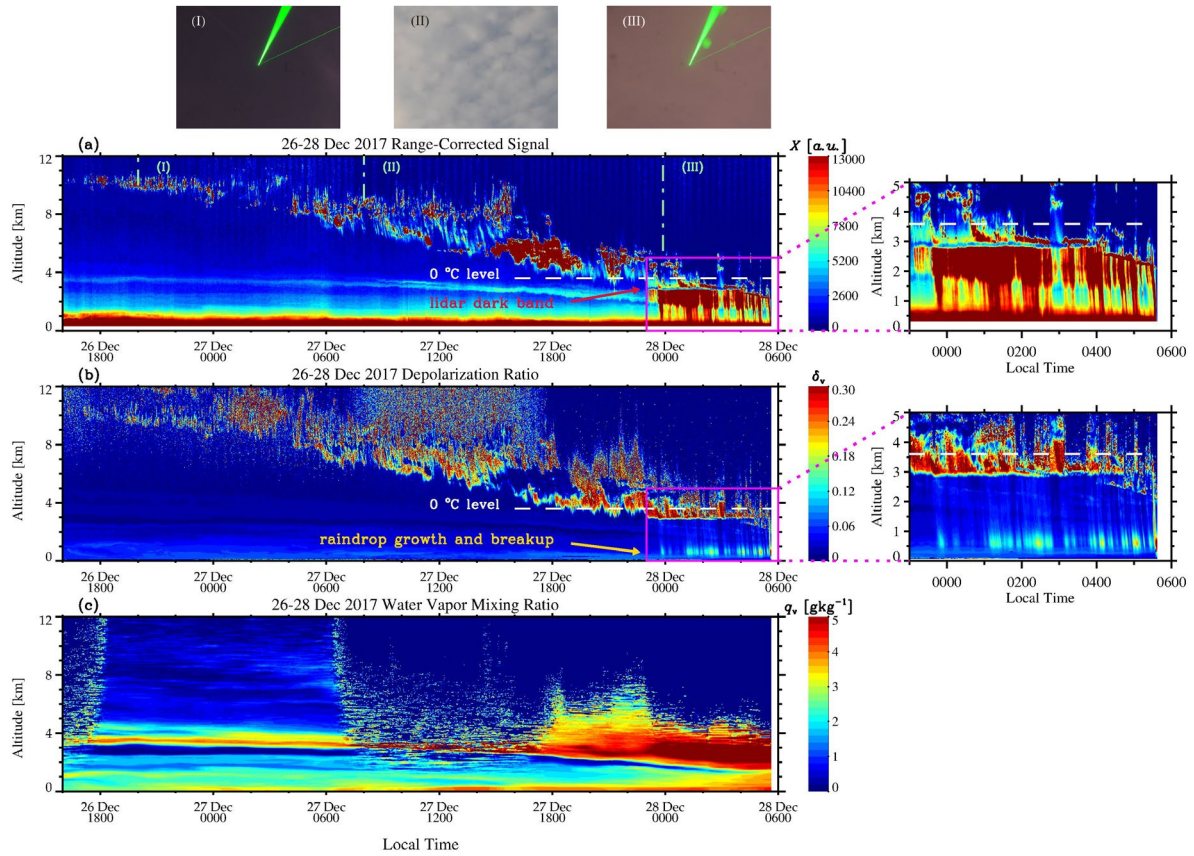 (I) (II) (III)
(a) 26-28 Dec 2017 Range-Corrected Signal X [a.u.]
12 (I) (II) (III) 13000 5
10400 4
8 7800 3
Altitude [km] Altitude [km]
4 0 °C level 5200 2
lidar dark band 2600 1
0 0 0
26 Dec 27 Dec 27 Dec 27 Dec 27 Dec 28 Dec 28 Dec 0000 0200 0400 0600
1800 0000 0600 1200 1800 0000 0600 Local Time
(b) 26-28 Dec 2017 Depolarization Ratio δv
12 0.30 5
0.24 4
8 0.18 3
Altitude [km] Altitude [km]
4 0 °C level 0.12 2
raindrop growth and breakup 0.06 1
0 0 0
26 Dec 27 Dec 27 Dec 27 Dec 27 Dec 28 Dec 28 Dec 0000 0200 0400 0600
1800 0000 0600 1200 1800 0000 0600 Local Time
(c) 26-28 Dec 2017 Water Vapor Mixing Ratio qv [gkg⁻¹]
12 5
4
8 3
Altitude [km]
4 2
1
0 0
26 Dec 27 Dec 27 Dec 27 Dec 27 Dec 28 Dec 28 Dec
1800 0000 0600 1200 1800 0000 0600
Local Time